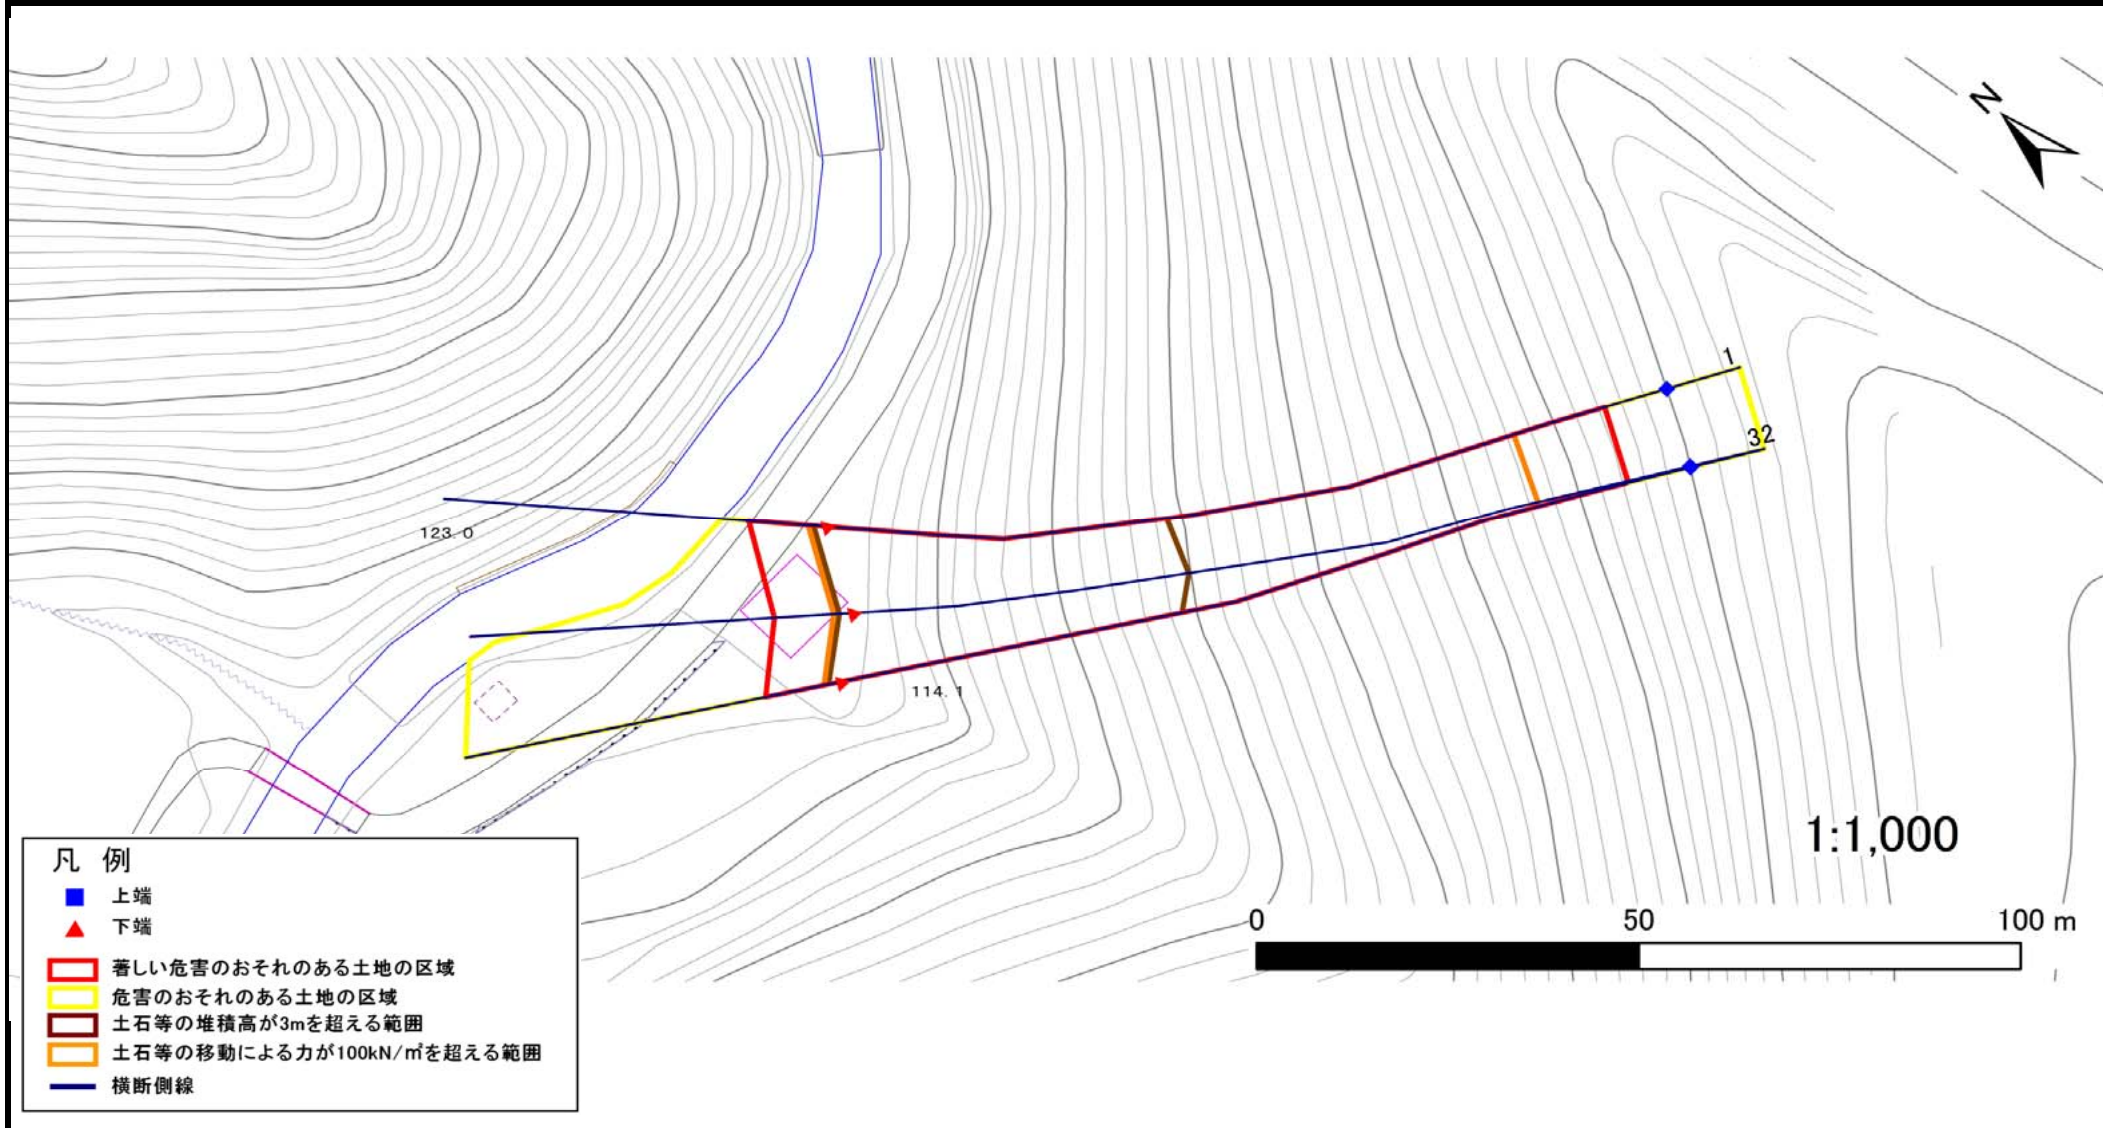 N
1
32
123.0
114.1
1:1,000
0 50 100 m
凡 例
上端
下端
著しい危害のおそれのある土地の区域
危害のおそれのある土地の区域
土石等の堆積高が3mを超える範囲
土石等の移動による力が100kN/㎡を超える範囲
横断側線